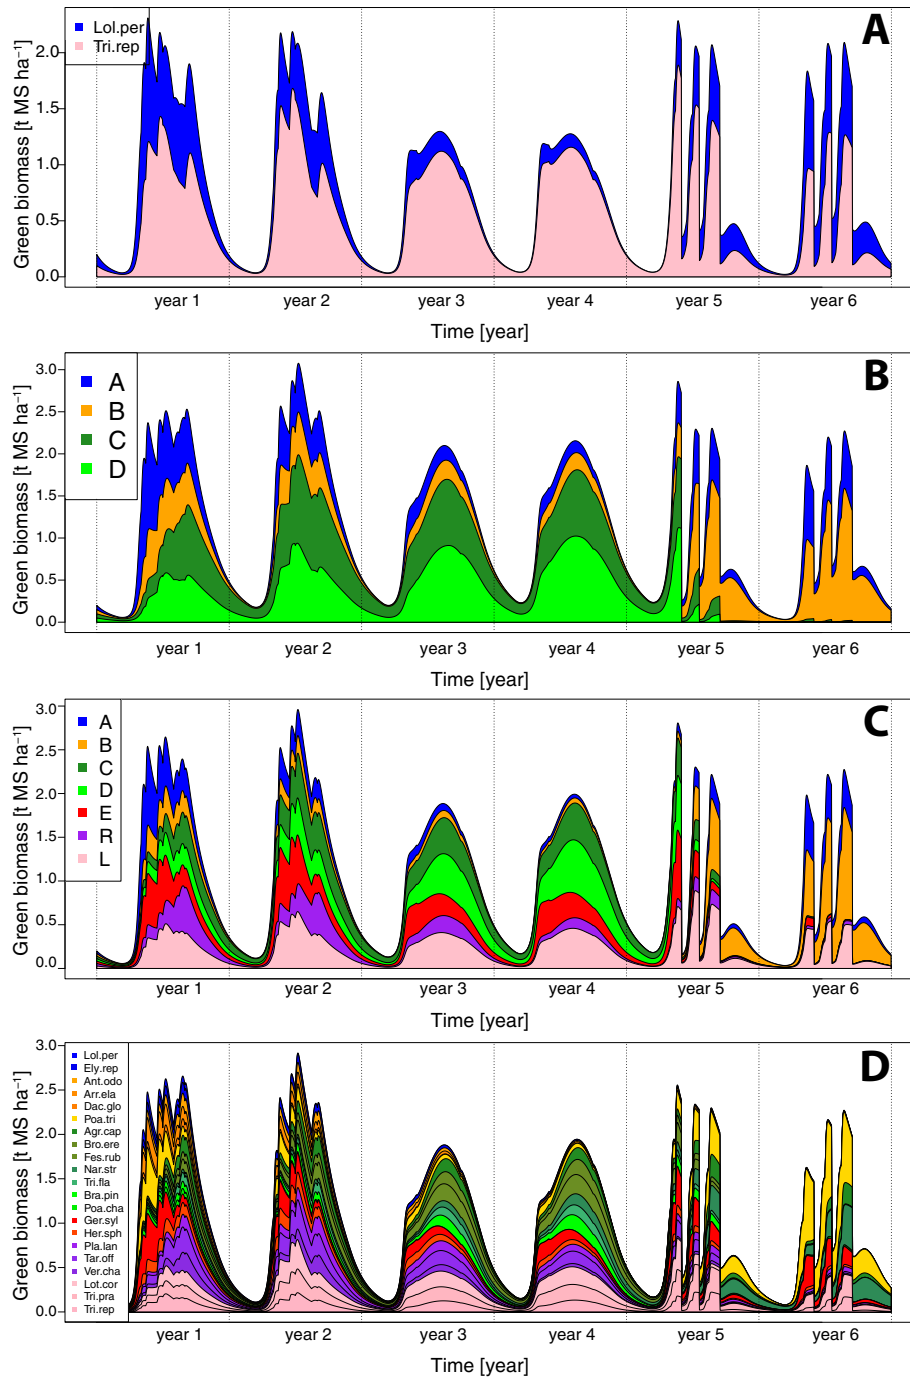 Lol.per
Tri.rep
A
Green biomass [t MS ha⁻¹]
2.0
1.5
1.0
0.5
0.0
year 1 year 2 year 3 year 4 year 5 year 6
Time [year]
A
B
C
D
B
Green biomass [t MS ha⁻¹]
3.0
2.5
2.0
1.5
1.0
0.5
0.0
year 1 year 2 year 3 year 4 year 5 year 6
Time [year]
A
B
C
D
E
R
L
C
Green biomass [t MS ha⁻¹]
3.0
2.5
2.0
1.5
1.0
0.5
0.0
year 1 year 2 year 3 year 4 year 5 year 6
Time [year]
Lol.per
Ely.rep
Ant.odo
Arr.ela
Dac.glo
Poa.tri
Agr.cap
Bro.ere
Fes.rub
Nar.str
Tri.fla
Bra.pin
Poa.cha
Ger.syl
Her.sph
Pla.lan
Tar.off
Ver.cha
Lot.cor
Tri.pra
Tri.rep
D
Green biomass [t MS ha⁻¹]
3.0
2.5
2.0
1.5
1.0
0.5
0.0
year 1 year 2 year 3 year 4 year 5 year 6
Time [year]